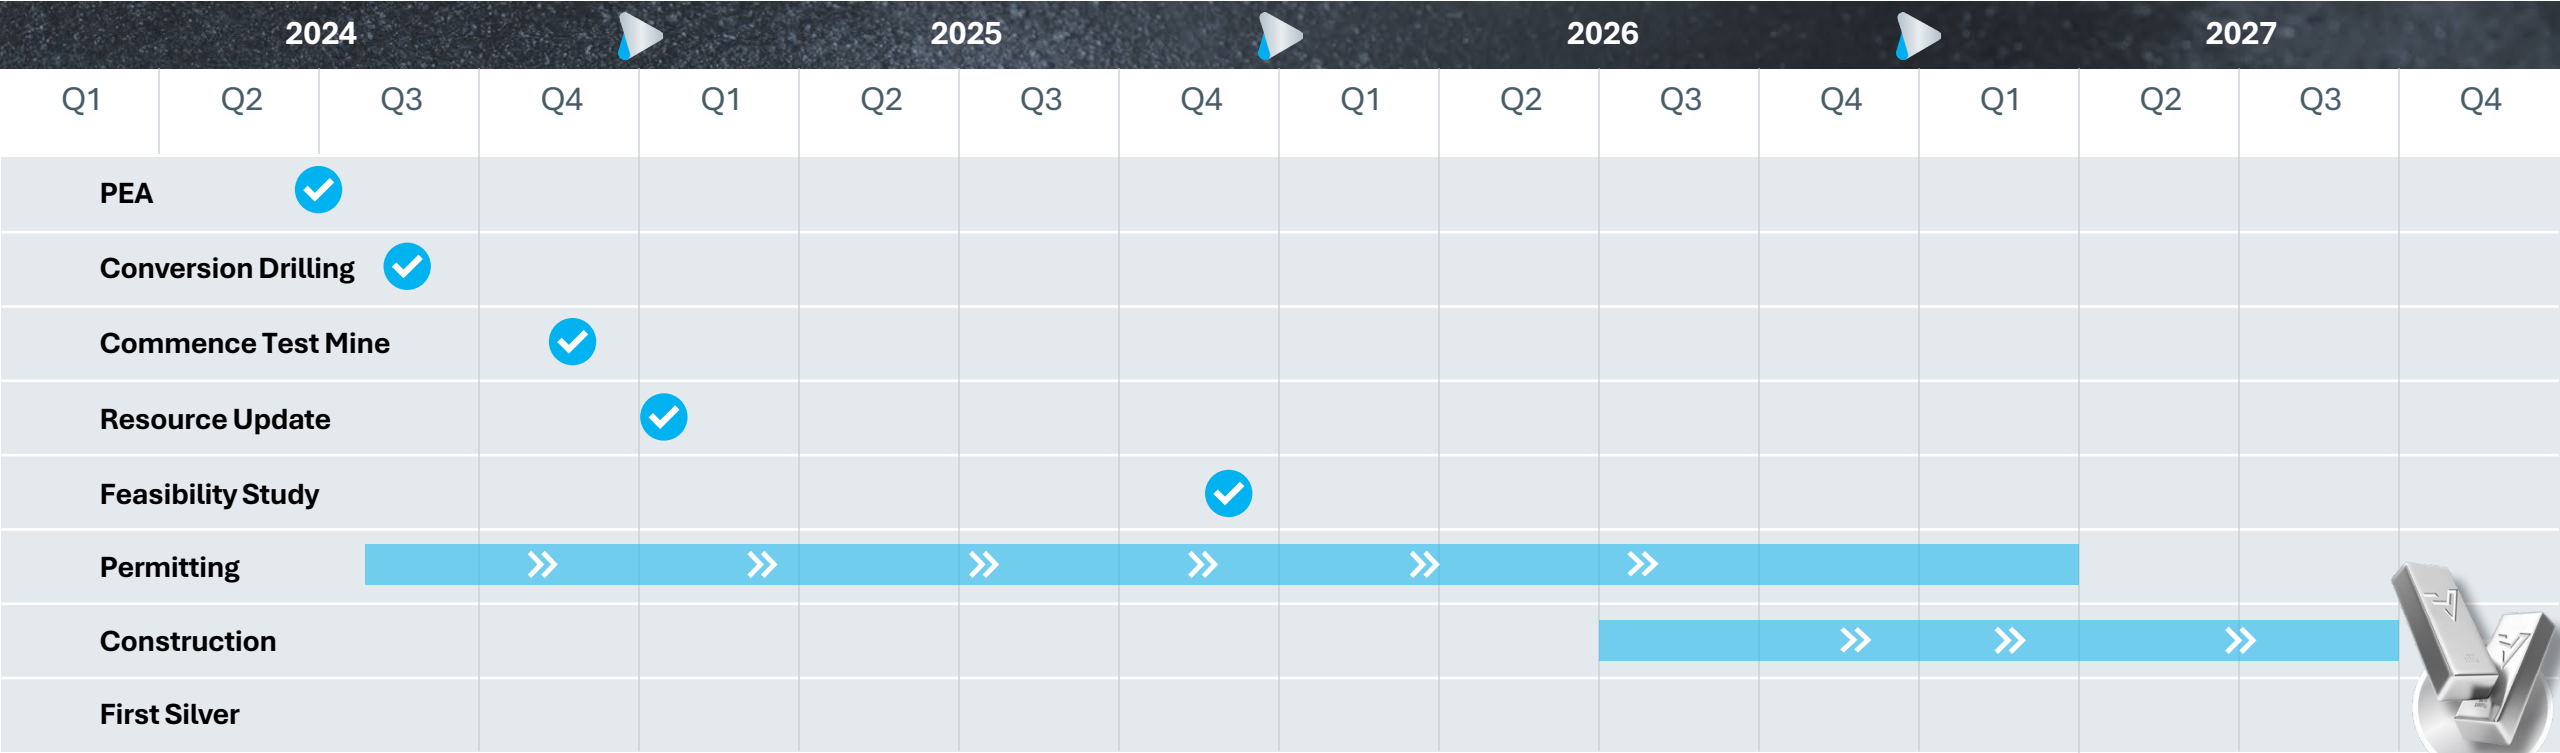 2024 2025 2026 2027
Q1 Q2 Q3 Q4 Q1 Q2 Q3 Q4 Q1 Q2 Q3 Q4 Q1 Q2 Q3 Q4
PEA
Conversion Drilling
Commence Test Mine
Resource Update
Feasibility Study
Permitting
Construction
First Silver